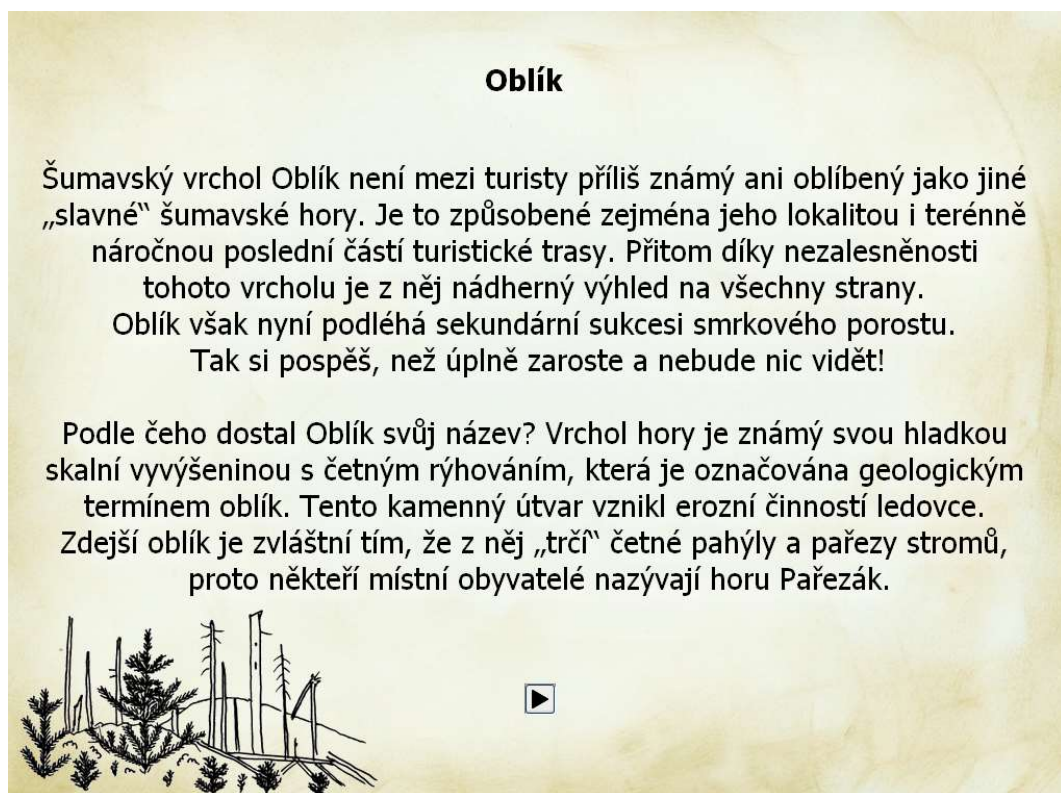 Oblík
Šumavský vrchol Oblík není mezi turisty příliš známý ani oblíbený jako jiné
„slavné“ šumavské hory. Je to způsobené zejména jeho lokalitou i terénně
náročnou poslední částí turistické trasy. Přitom díky nezalesněnosti
tohoto vrcholu je z něj nádherný výhled na všechny strany.
Oblík však nyní podléhá sekundární sukcesi smrkového porostu.
Tak si pospěš, než úplně zaroste a nebude nic vidět!
Podle čeho dostal Oblík svůj název? Vrchol hory je známý svou hladkou
skalní vyvýšeninou s četným rýhováním, která je označována geologickým
termínem oblík. Tento kamenný útvar vznikl erozní činností ledovce.
Zdejší oblík je zvláštní tím, že z něj „trčí“ četné pahýly a pařezy stromů,
proto někteří místní obyvatelé nazývají horu Pařezák.